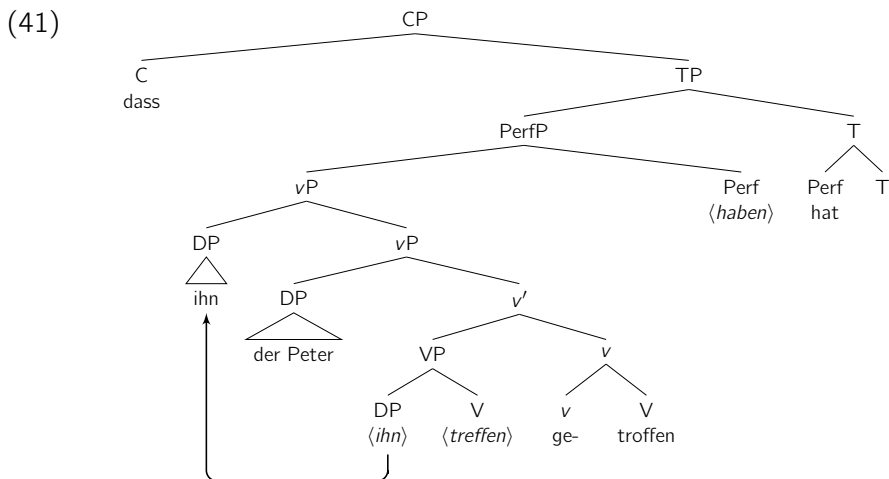 (41)
CP
C
dass
TP
PerfP
T
vP
Perf
⟨haben⟩
Perf
hat
T
DP
ihn
vP
DP
der Peter
v′
VP
v
DP
⟨ihn⟩
V
⟨treffen⟩
v
ge-
V
troffen